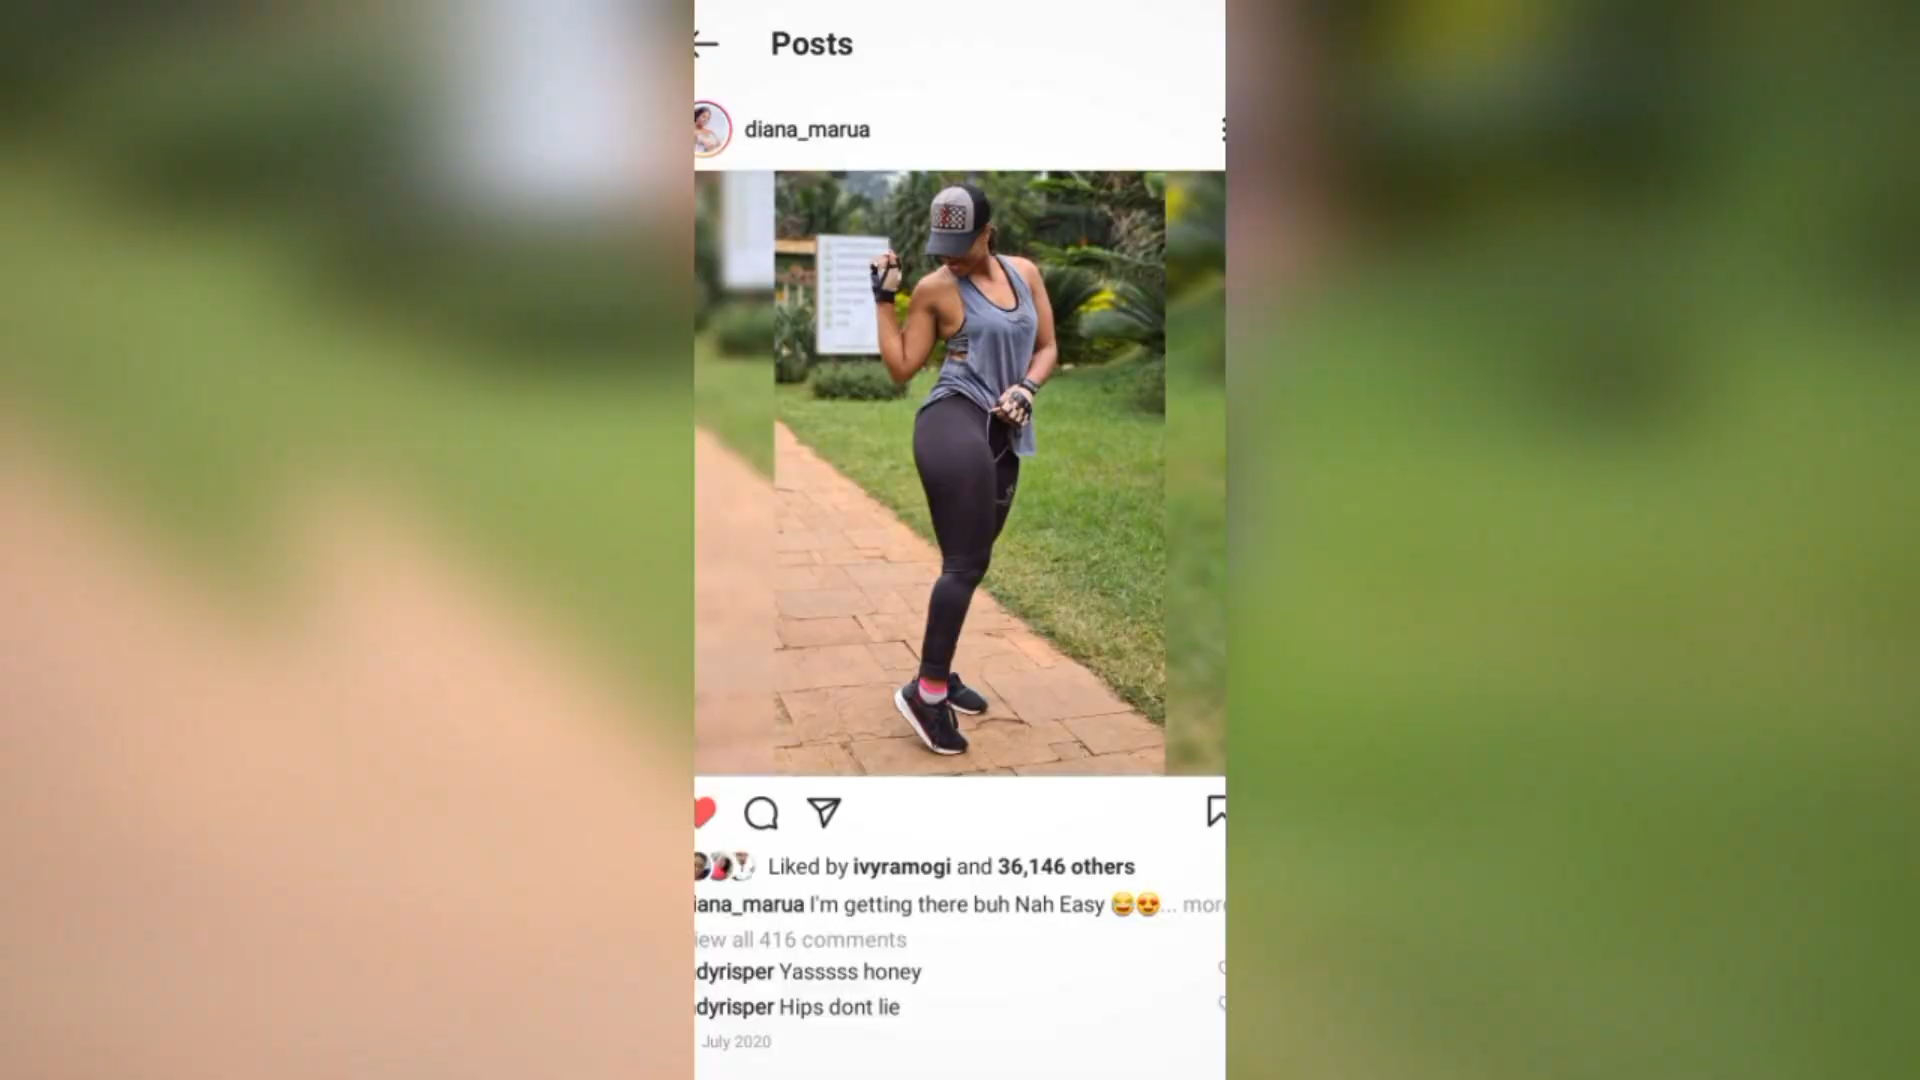 Posts
diana_marua
Liked by ivyramogi and 36,146 others
iana_marua I'm getting there buh Nah Easy 😂😍... more
iew all 416 comments
dyrisper Yasssss honey
dyrisper Hips dont lie
July 2020